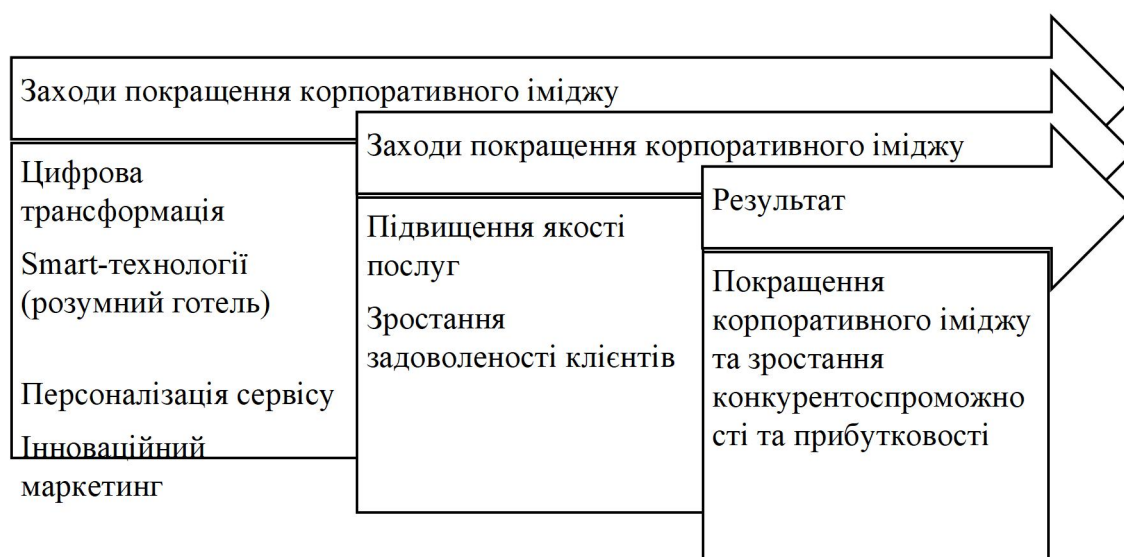 Заходи покращення корпоративного іміджу
Цифрова
трансформація
Smart-технології
(розумний готель)
Персоналізація сервісу
Інноваційний
маркетинг
Заходи покращення корпоративного іміджу
Підвищення якості
послуг
Зростання
задоволеності клієнтів
Результат
Покращення
корпоративного іміджу
та зростання
конкурентоспроможно
сті та прибутковості